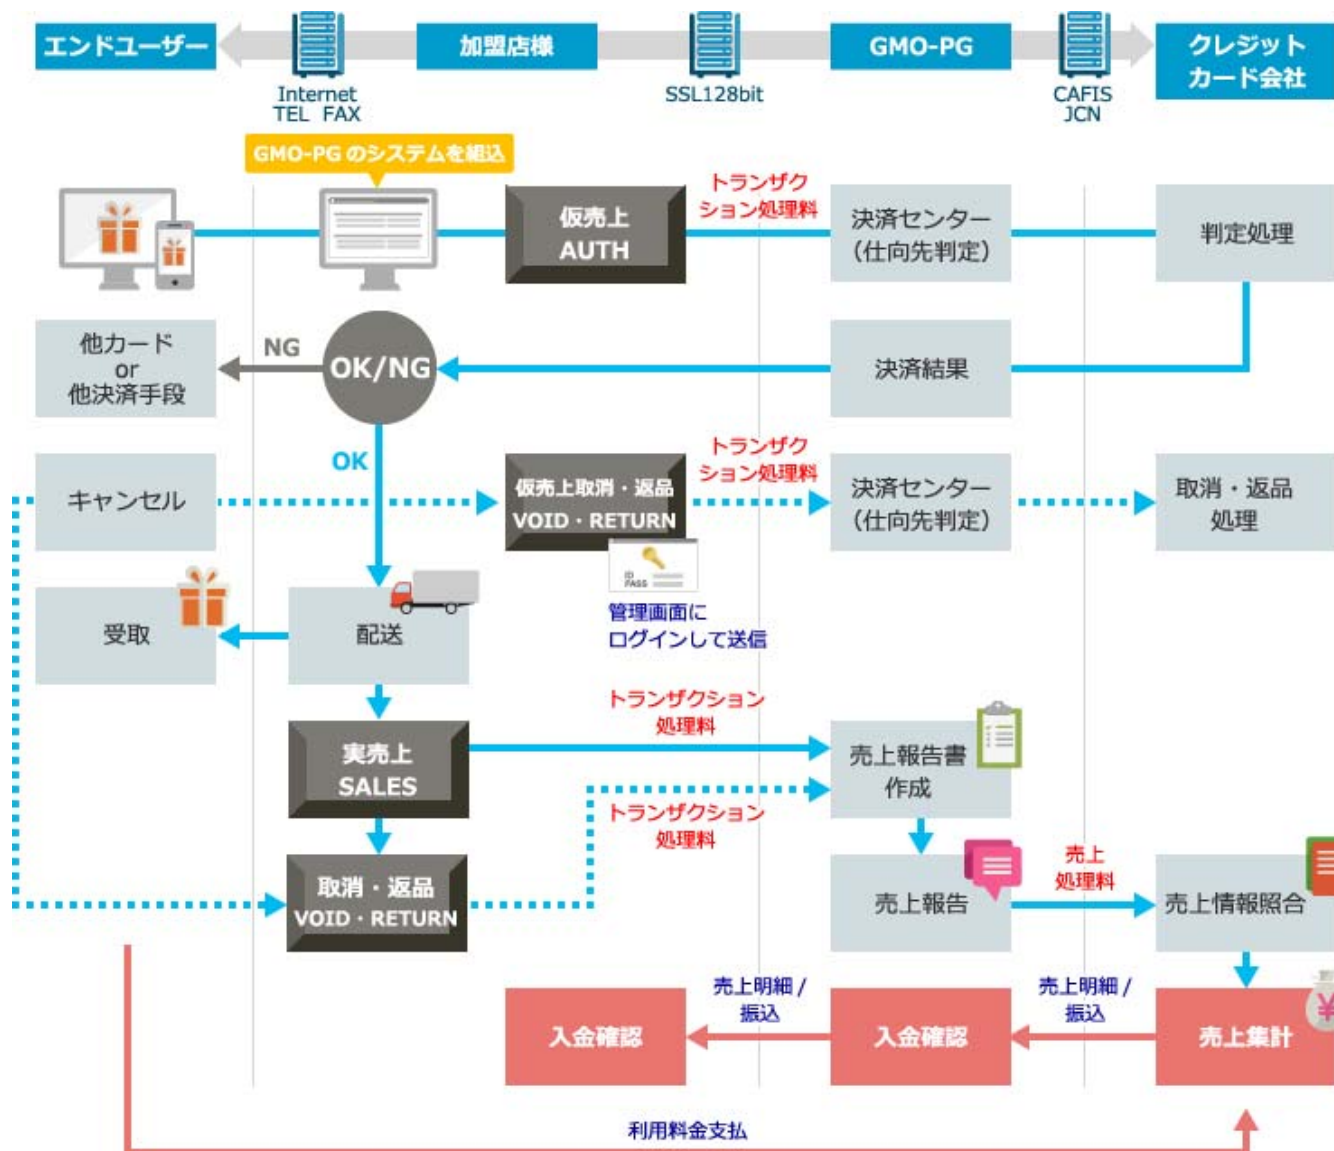 エンドユーザー
加盟店様
GMO-PG
クレジット
カード会社
Internet
TEL FAX
SSL128bit
CAFIS
JCN
GMO-PG のシステムを組込
仮売上
AUTH
トランザク
ション処理料
決済センター
(仕向先判定)
判定処理
他カード
or
他決済手段
NG
OK/NG
決済結果
OK
キャンセル
仮売上取消・返品
VOID・RETURN
トランザク
ション処理料
決済センター
(仕向先判定)
取消・返品
処理
ID
PASS
管理画面に
ログインして送信
受取
配送
トランザクション
処理料
実売上
SALES
売上報告書
作成
トランザクション
処理料
取消・返品
VOID・RETURN
売上報告
売上
処理料
売上情報照合
入金確認
売上明細 /
振込
入金確認
売上明細 /
振込
売上集計
¥
利用料金支払